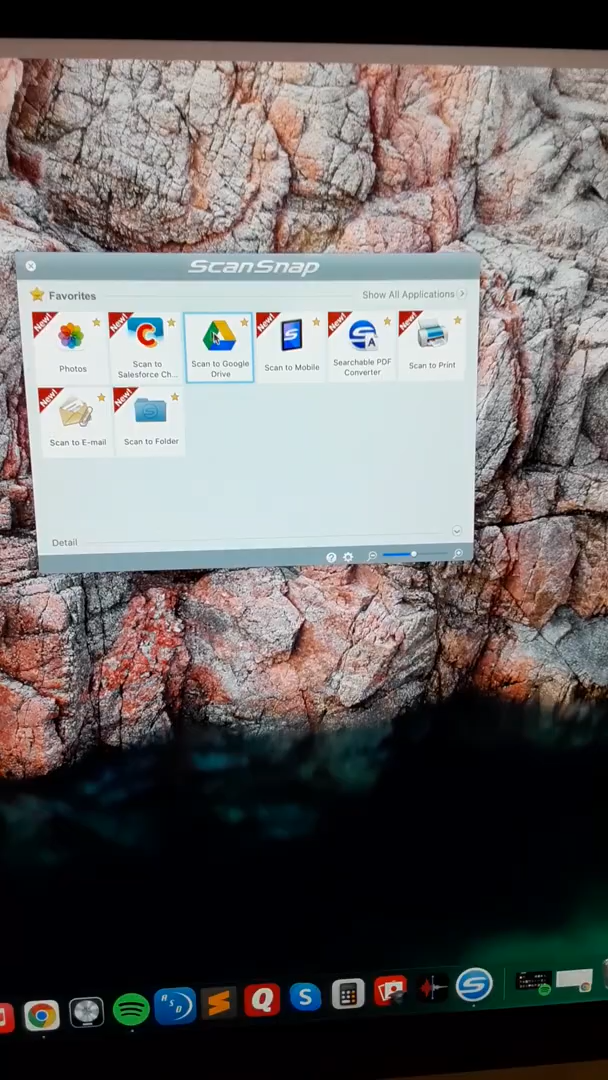 ScanSnap
Favorites
Show All Applications
New!
Photos
New!
Scan to
Salesforce Ch...
Scan to Google
Drive
New!
Scan to Mobile
New!
Searchable PDF
Converter
New!
Scan to Print
New!
Scan to E-mail
New!
Scan to Folder
Detail